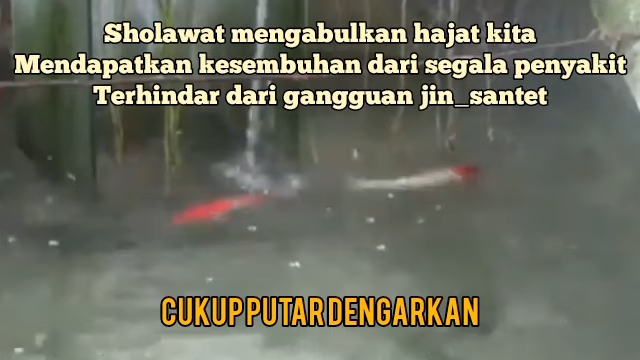 Sholawat mengabulkan hajat kita
Mendapatkan kesembuhan dari segala penyakit
Terhindar dari gangguan jin_santet
CUKUP PUTAR DENGARKAN